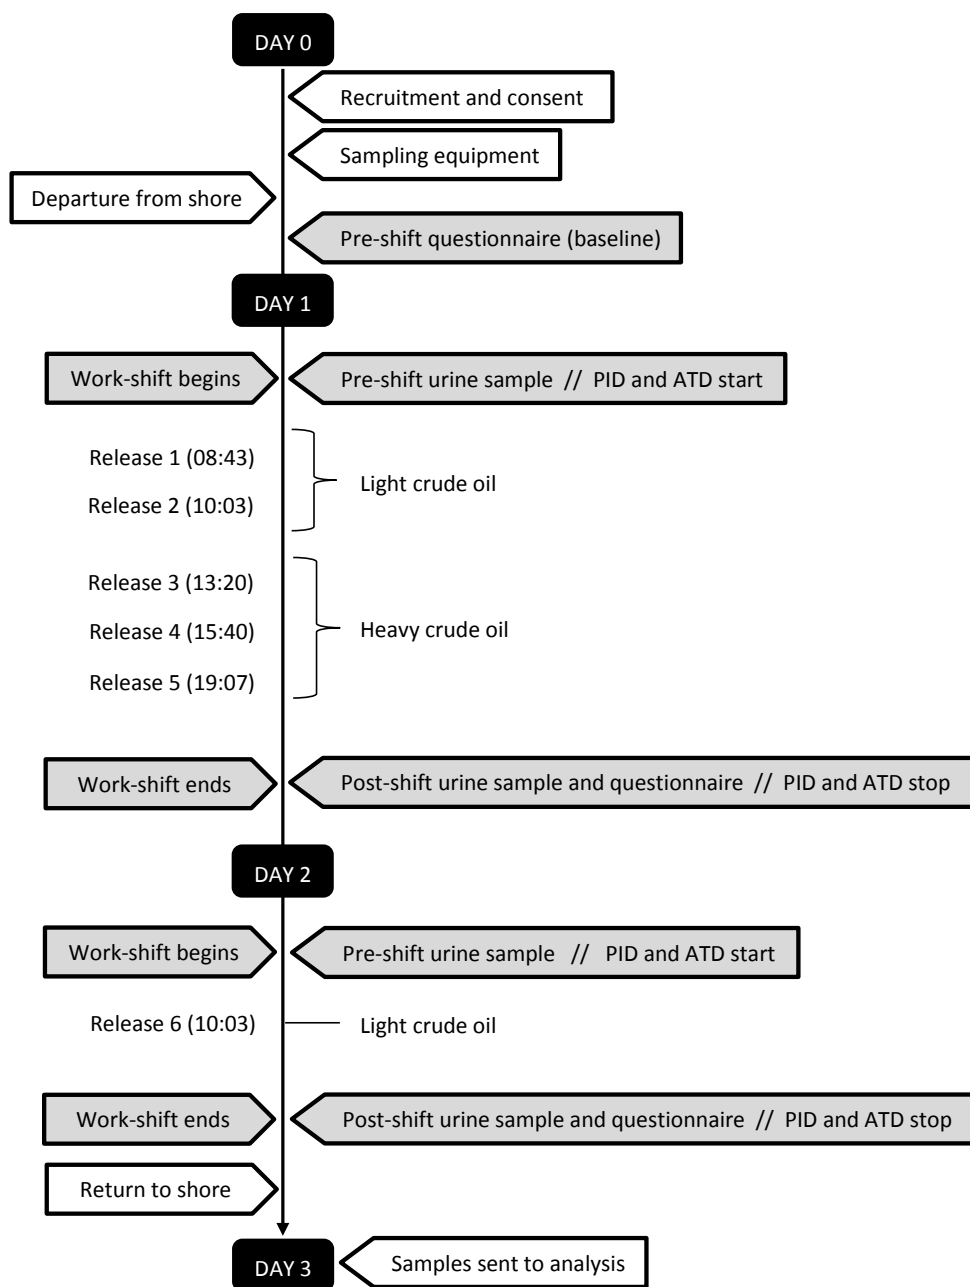 DAY 0
Recruitment and consent
Sampling equipment
Departure from shore
Pre-shift questionnaire (baseline)
DAY 1
Work-shift begins
Pre-shift urine sample // PID and ATD start
Release 1 (08:43)
Release 2 (10:03)
Light crude oil
Release 3 (13:20)
Release 4 (15:40)
Release 5 (19:07)
Heavy crude oil
Work-shift ends
Post-shift urine sample and questionnaire // PID and ATD stop
DAY 2
Work-shift begins
Pre-shift urine sample // PID and ATD start
Release 6 (10:03)
Light crude oil
Work-shift ends
Post-shift urine sample and questionnaire // PID and ATD stop
Return to shore
DAY 3
Samples sent to analysis